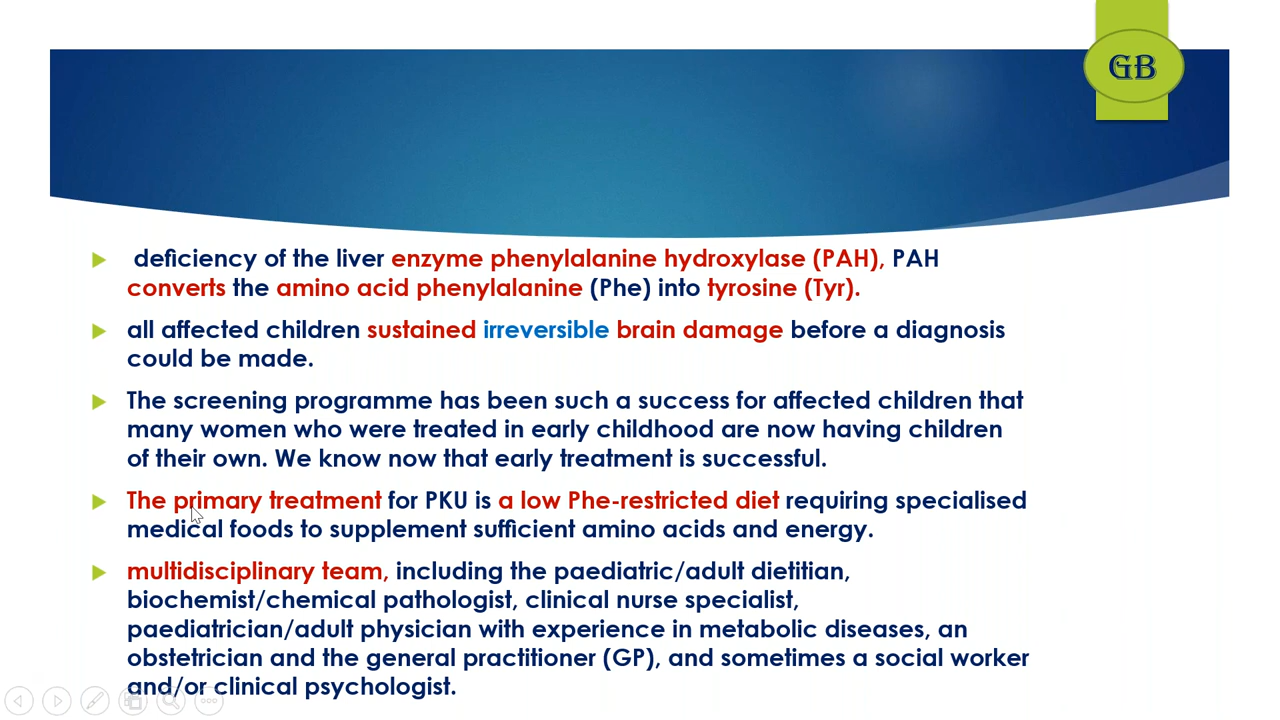 GB
deficiency of the liver enzyme phenylalanine hydroxylase (PAH), PAH
converts the amino acid phenylalanine (Phe) into tyrosine (Tyr).
all affected children sustained irreversible brain damage before a diagnosis
could be made.
The screening programme has been such a success for affected children that
many women who were treated in early childhood are now having children
of their own. We know now that early treatment is successful.
The primary treatment for PKU is a low Phe-restricted diet requiring specialised
medical foods to supplement sufficient amino acids and energy.
multidisciplinary team, including the paediatric/adult dietitian,
biochemist/chemical pathologist, clinical nurse specialist,
paediatrician/adult physician with experience in metabolic diseases, an
obstetrician and the general practitioner (GP), and sometimes a social worker
and/or clinical psychologist.